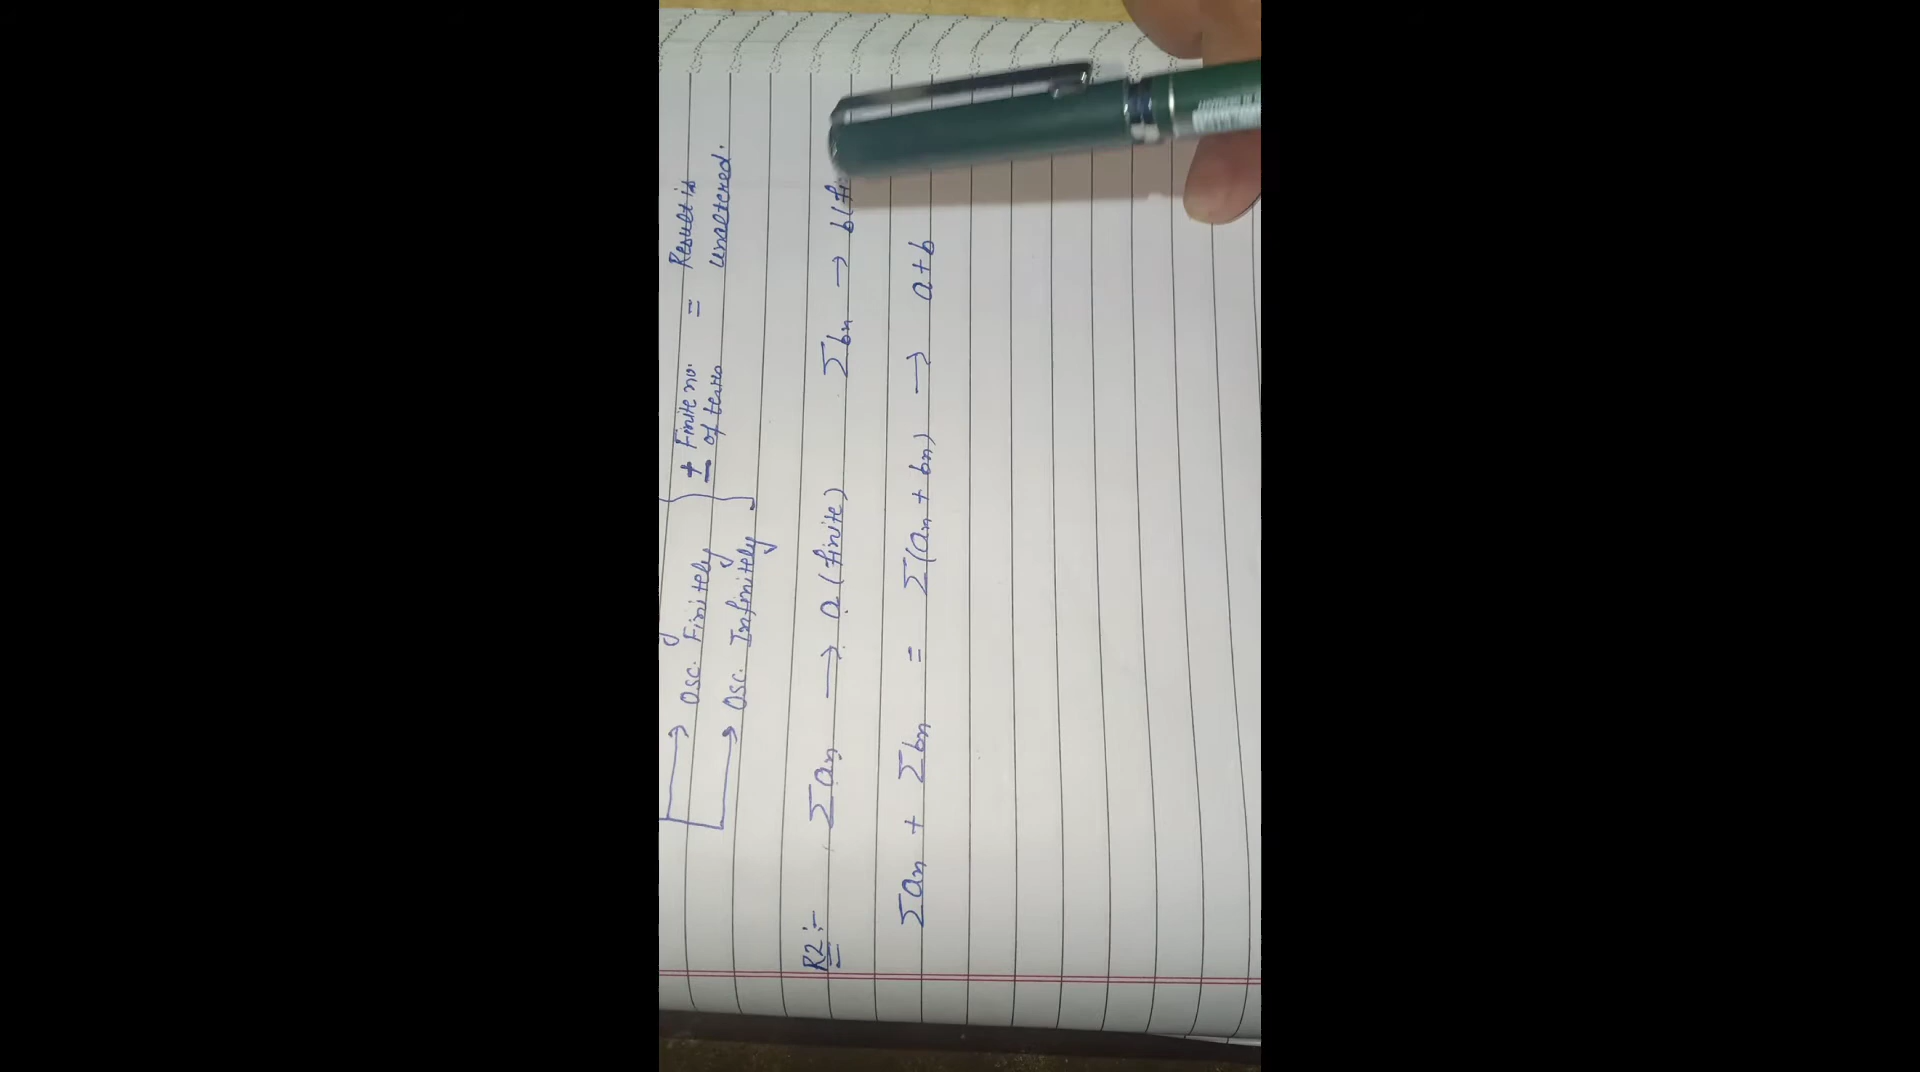 → Osc. Finitely
→ Osc. Infinitely
± Finite no. of terms = Result is unaltered.
R2:- Σan → a (finite) Σbn → b(fi
Σan + Σbn = Σ(an + bn) → a+b